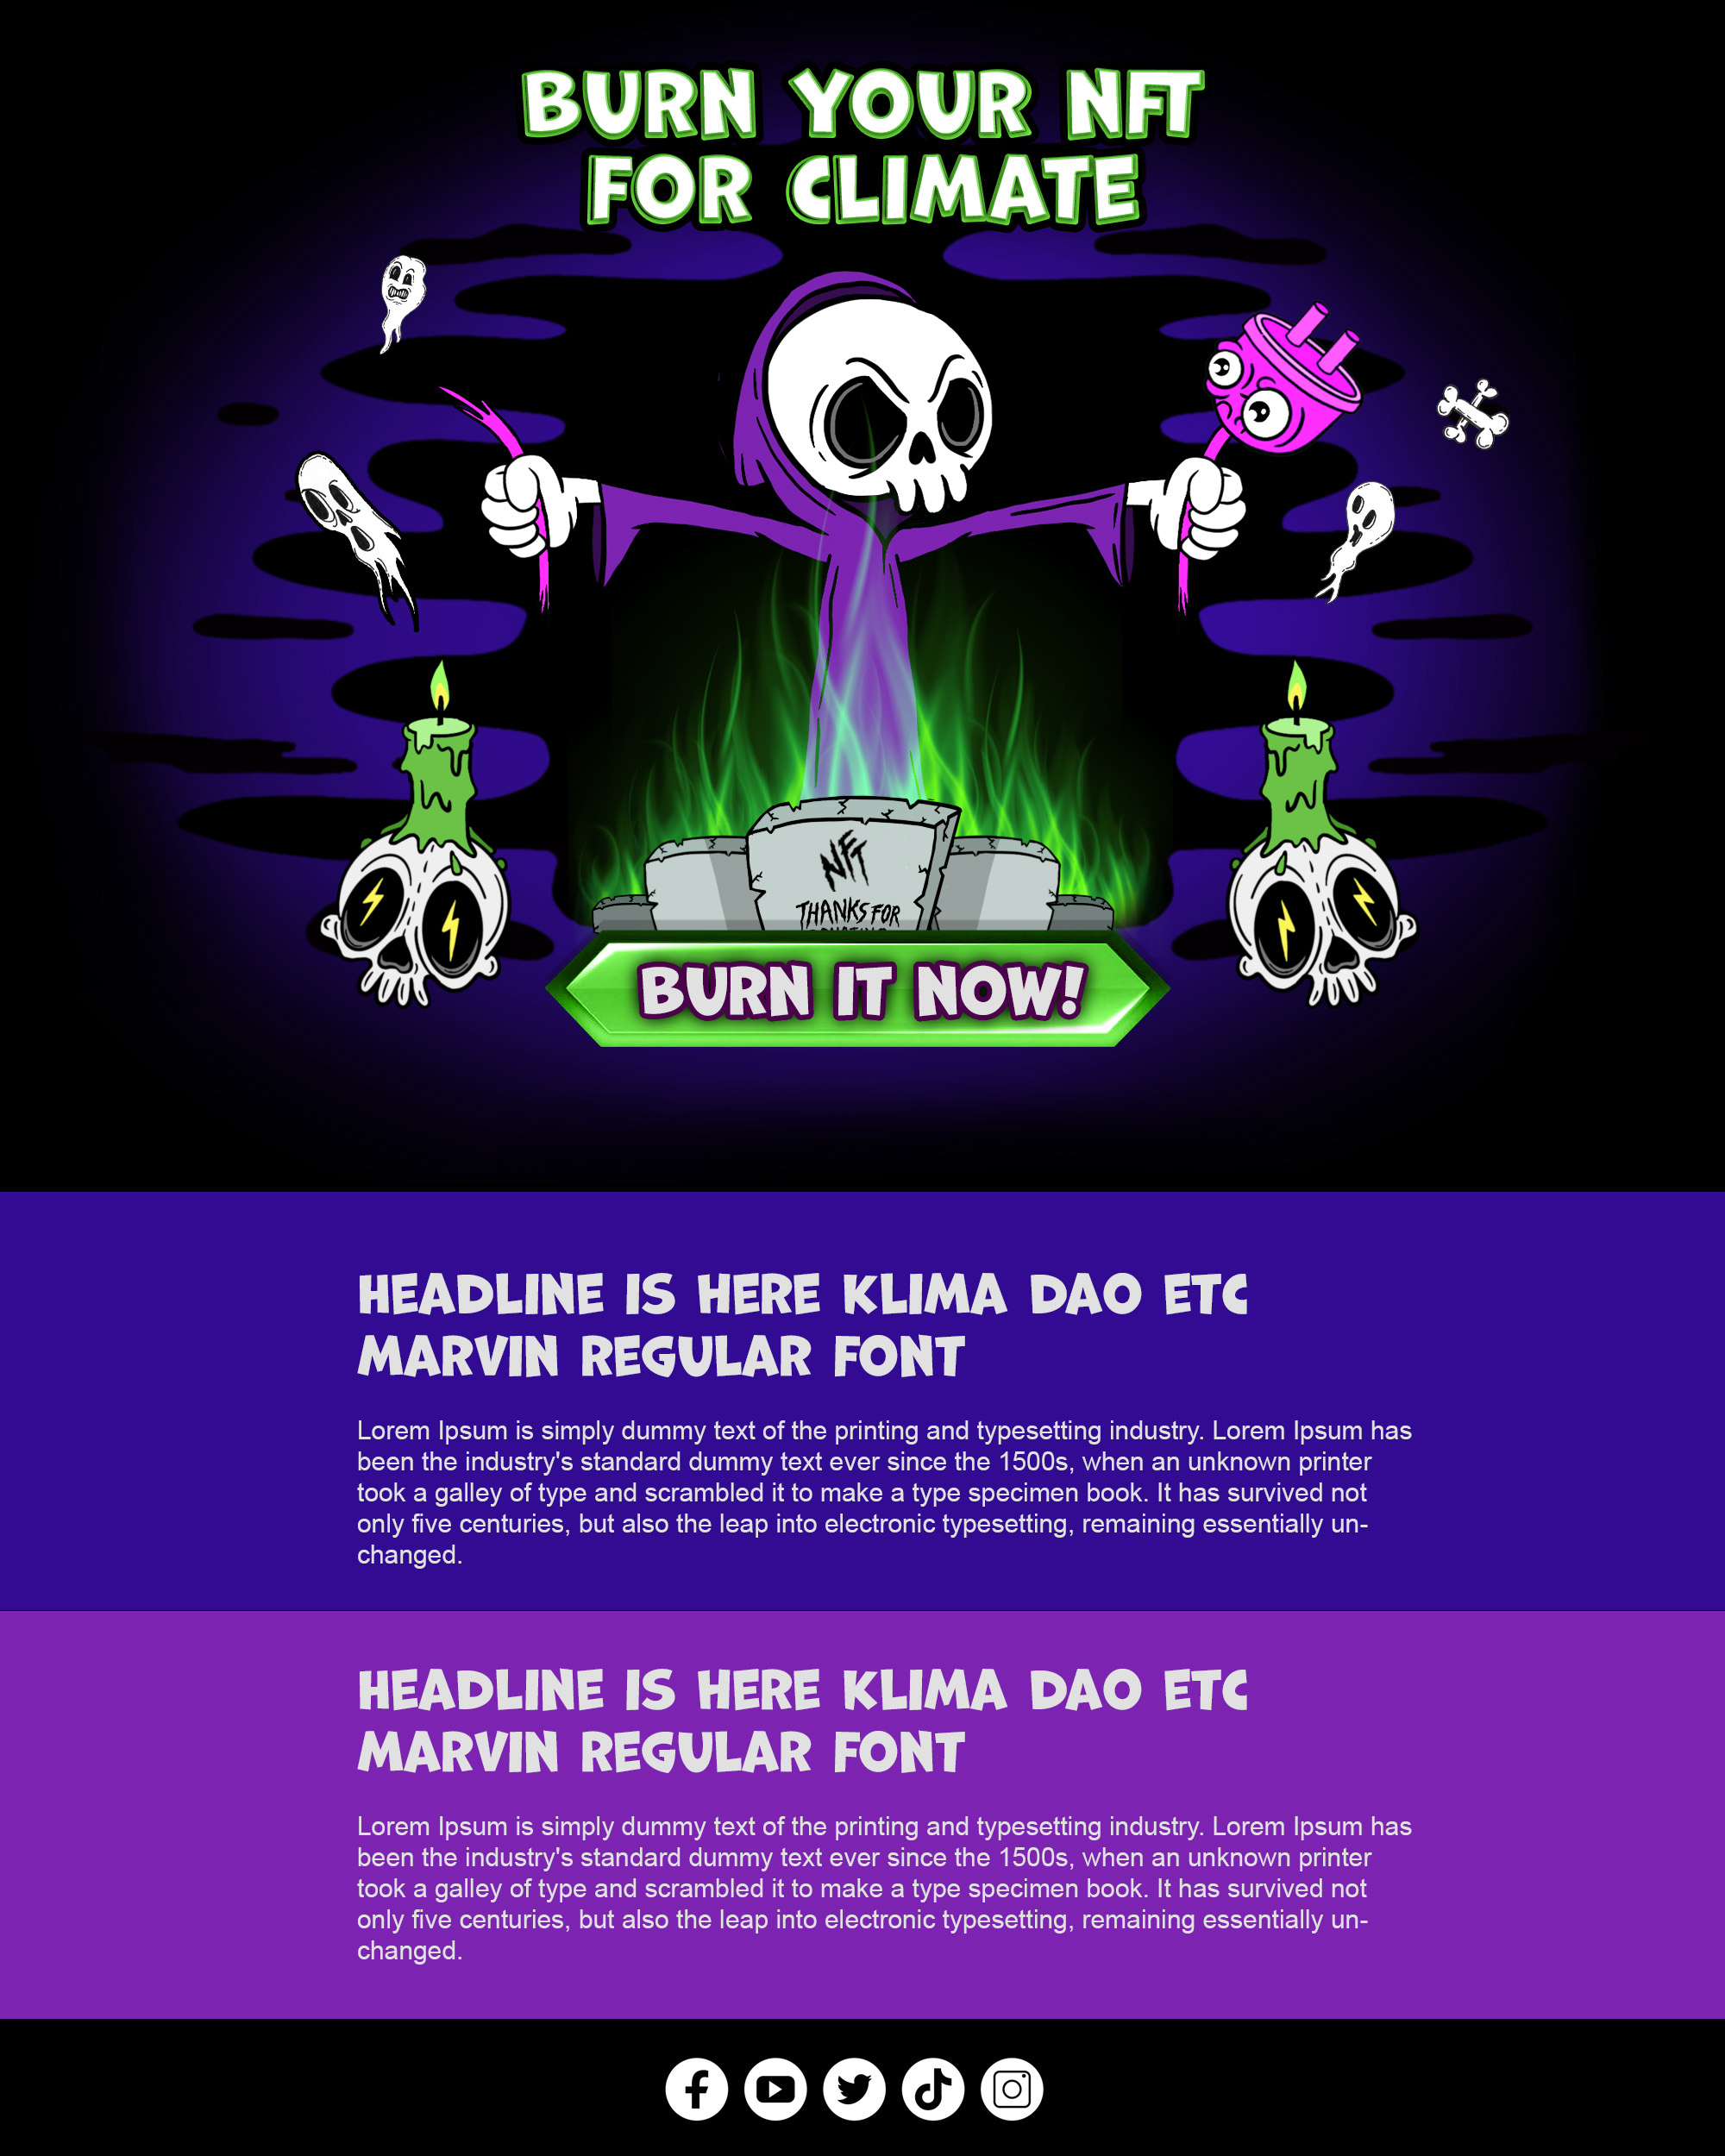 BURN YOUR NFT
FOR CLIMATE
NFT
THANKS FOR
BURN IT NOW!
HEADLINE IS HERE KLIMA DAO ETC
MARVIN REGULAR FONT
Lorem Ipsum is simply dummy text of the printing and typesetting industry. Lorem Ipsum has
been the industry's standard dummy text ever since the 1500s, when an unknown printer
took a galley of type and scrambled it to make a type specimen book. It has survived not
only five centuries, but also the leap into electronic typesetting, remaining essentially un-
changed.
HEADLINE IS HERE KLIMA DAO ETC
MARVIN REGULAR FONT
Lorem Ipsum is simply dummy text of the printing and typesetting industry. Lorem Ipsum has
been the industry's standard dummy text ever since the 1500s, when an unknown printer
took a galley of type and scrambled it to make a type specimen book. It has survived not
only five centuries, but also the leap into electronic typesetting, remaining essentially un-
changed.